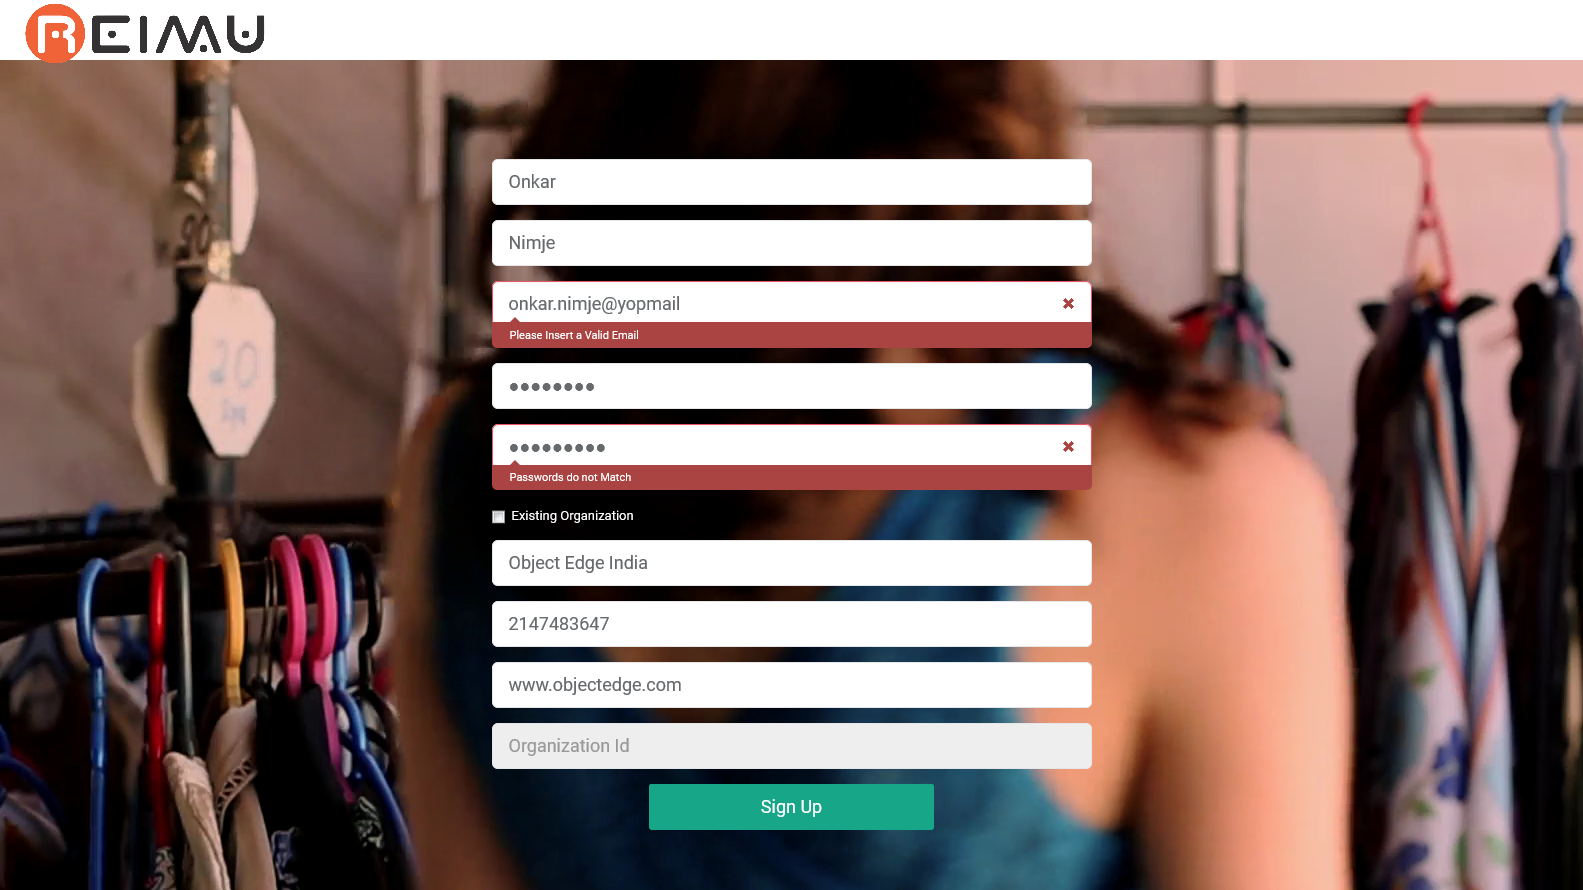 REIMU
Onkar
Nimje
onkar.nimje@yopmail
Please Insert a Valid Email
●●●●●●●●
●●●●●●●●●
Passwords do not Match
Existing Organization
Object Edge India
2147483647
www.objectedge.com
Organization Id
Sign Up
20